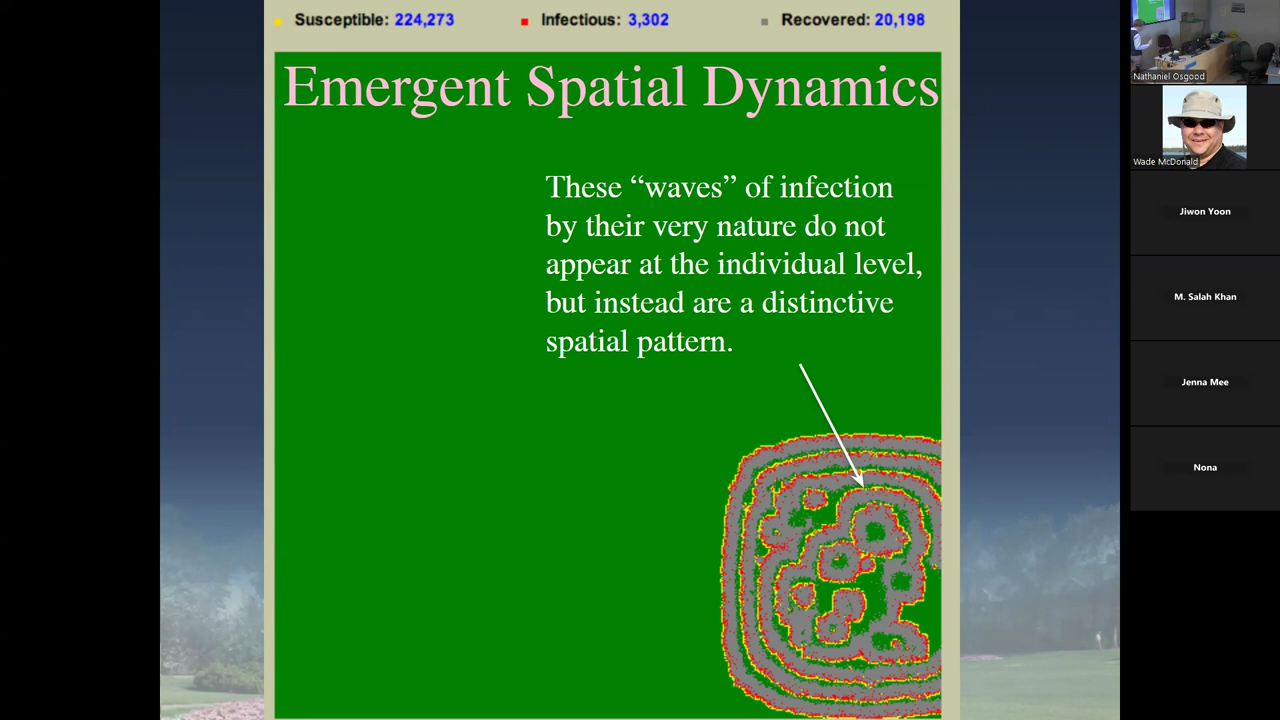 Susceptible: 224,273 Infectious: 3,302 Recovered: 20,198
Emergent Spatial Dynamics
These “waves” of infection
by their very nature do not
appear at the individual level,
but instead are a distinctive
spatial pattern.
Nathaniel Osgood
Wade McDonald
Jiwon Yoon
M. Salah Khan
Jenna Mee
Nona